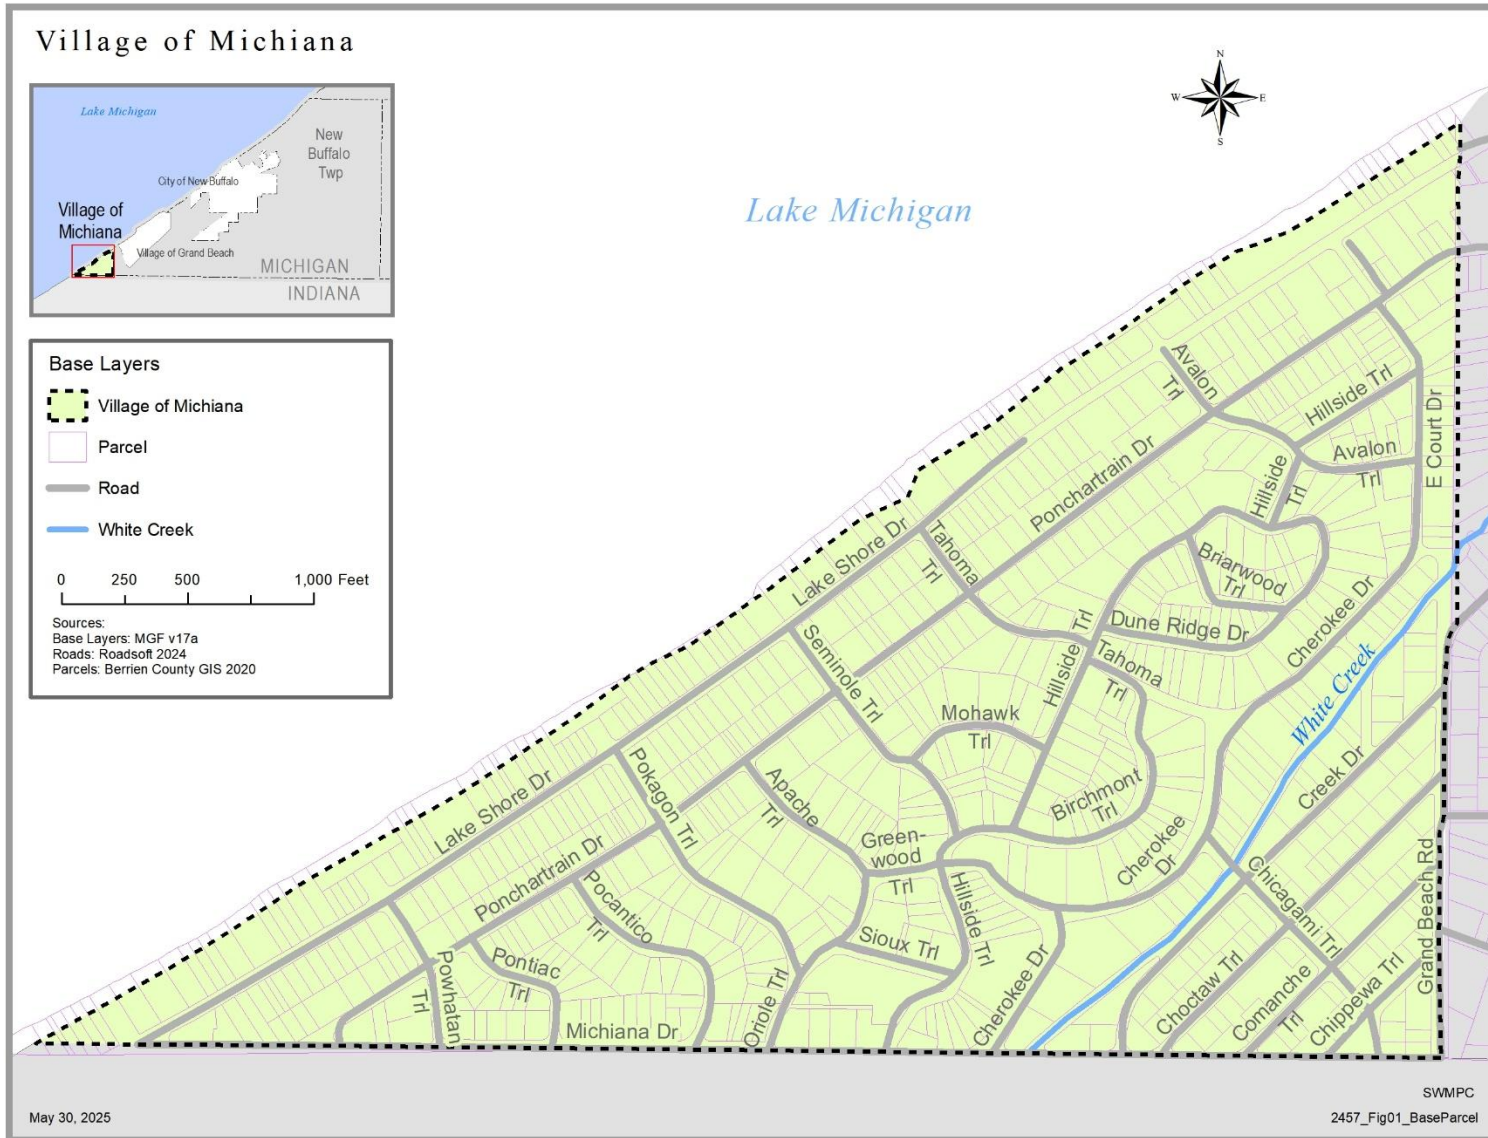 Village of Michiana
Lake Michigan
New
Buffalo
Twp
City of New Buffalo
Village of
Michiana
Village of Grand Beach
MICHIGAN
INDIANA
N
W
E
S
Lake Michigan
Base Layers
Village of Michiana
Parcel
Road
White Creek
0 250 500 1,000 Feet
Sources:
Base Layers: MGF v17a
Roads: Roadsoft 2024
Parcels: Berrien County GIS 2020
Avalon
Trl
Hillside Trl
Avalon
Trl
E Court Dr
Ponchartrain Dr
Hillside
Trl
Lake Shore Dr
Tahoma
Trl
Briarwood
Trl
Cherokee Dr
Dune Ridge Dr
Hillside Trl
Tahoma
Trl
Seminole Trl
White Creek
Mohawk
Trl
Lake Shore Dr
Pokagon Trl
Apache
Trl
Birchmont
Trl
Creek Dr
Green-
wood
Trl
Cherokee
Dr
Ponchartrain Dr
Pocantico
Trl
Hillside Trl
Chicagami Trl
Grand Beach Rd
Sioux Trl
Powhatan
Trl
Pontiac
Trl
Oriole Trl
Cherokee Dr
Choctaw Trl
Comanche
Trl
Chippewa Trl
Michiana Dr
SWMPC
May 30, 2025
2457_Fig01_BaseParcel